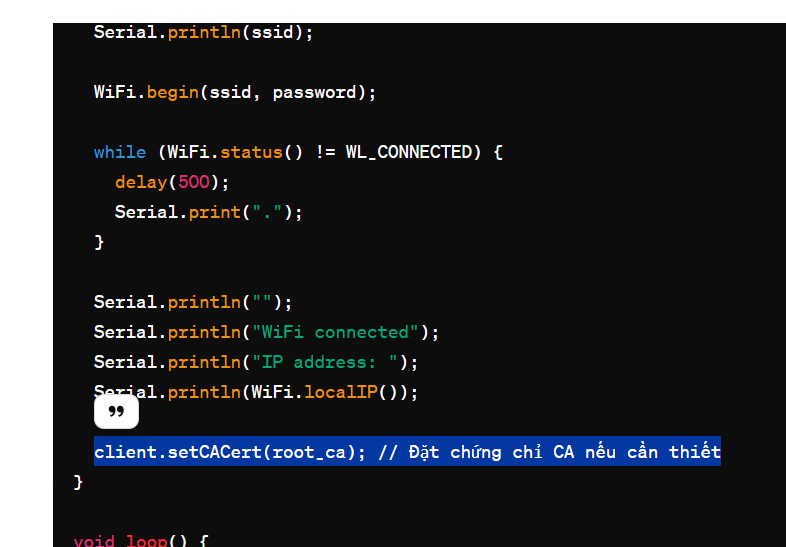 Serial.println(ssid);
WiFi.begin(ssid, password);
while (WiFi.status() != WL_CONNECTED) {
delay(500);
Serial.print(".");
}
Serial.println("");
Serial.println("WiFi connected");
Serial.println("IP address: ");
Serial.println(WiFi.localIP());
client.setCACert(root_ca); // Đặt chứng chỉ CA nếu cần thiết
}
void loop() {